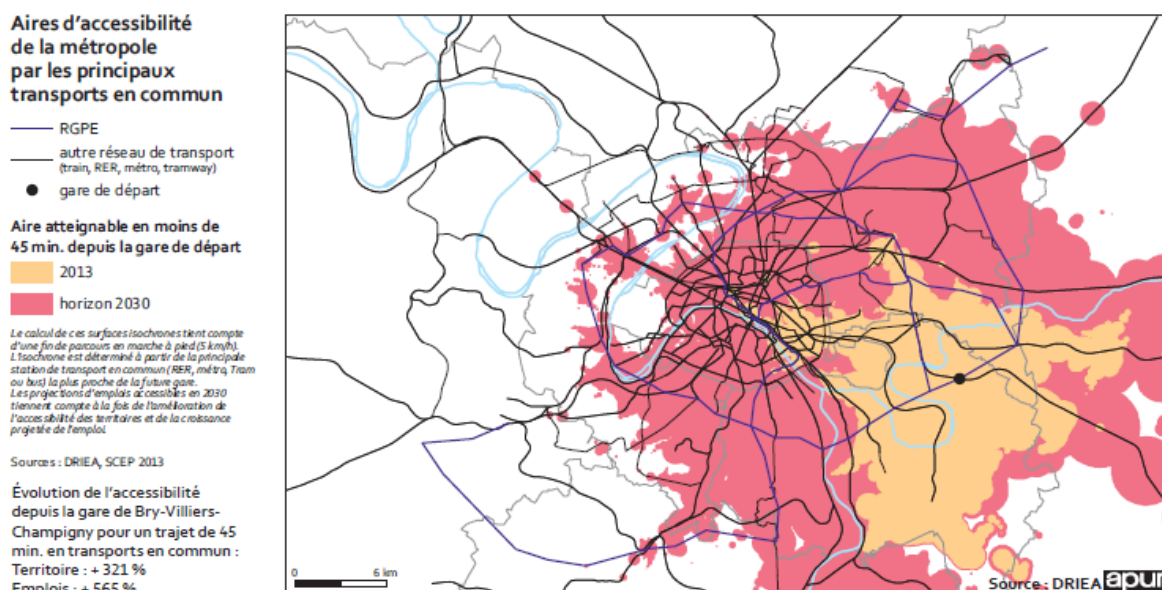 Aires d'accessibilité
de la métropole
par les principaux
transports en commun
RGPE
autre réseau de transport
(train, RER, métro, tramway)
gare de départ
Aire atteignable en moins de
45 min. depuis la gare de départ
2013
horizon 2030
Le calcul de ces surfaces isochrones tient compte
d'une fin de parcours en marche à pied (5 km/h).
L'isochrone est déterminé à partir de la principale
station de transport en commun (RER, métro, Tram
ou bus) la plus proche de la future gare.
Les projections d'emplois accessibles en 2030
tiennent compte à la fois de l'amélioration de
l'accessibilité des territoires et de la croissance
projetée de l'emploi.
Sources : DRIEA, SCEP 2013
Évolution de l'accessibilité
depuis la gare de Bry-Villiers-
Champigny pour un trajet de 45
min. en transports en commun :
Territoire : + 321 %
Emplois : + 565 %
0 6 km
Source : DRIEA apur